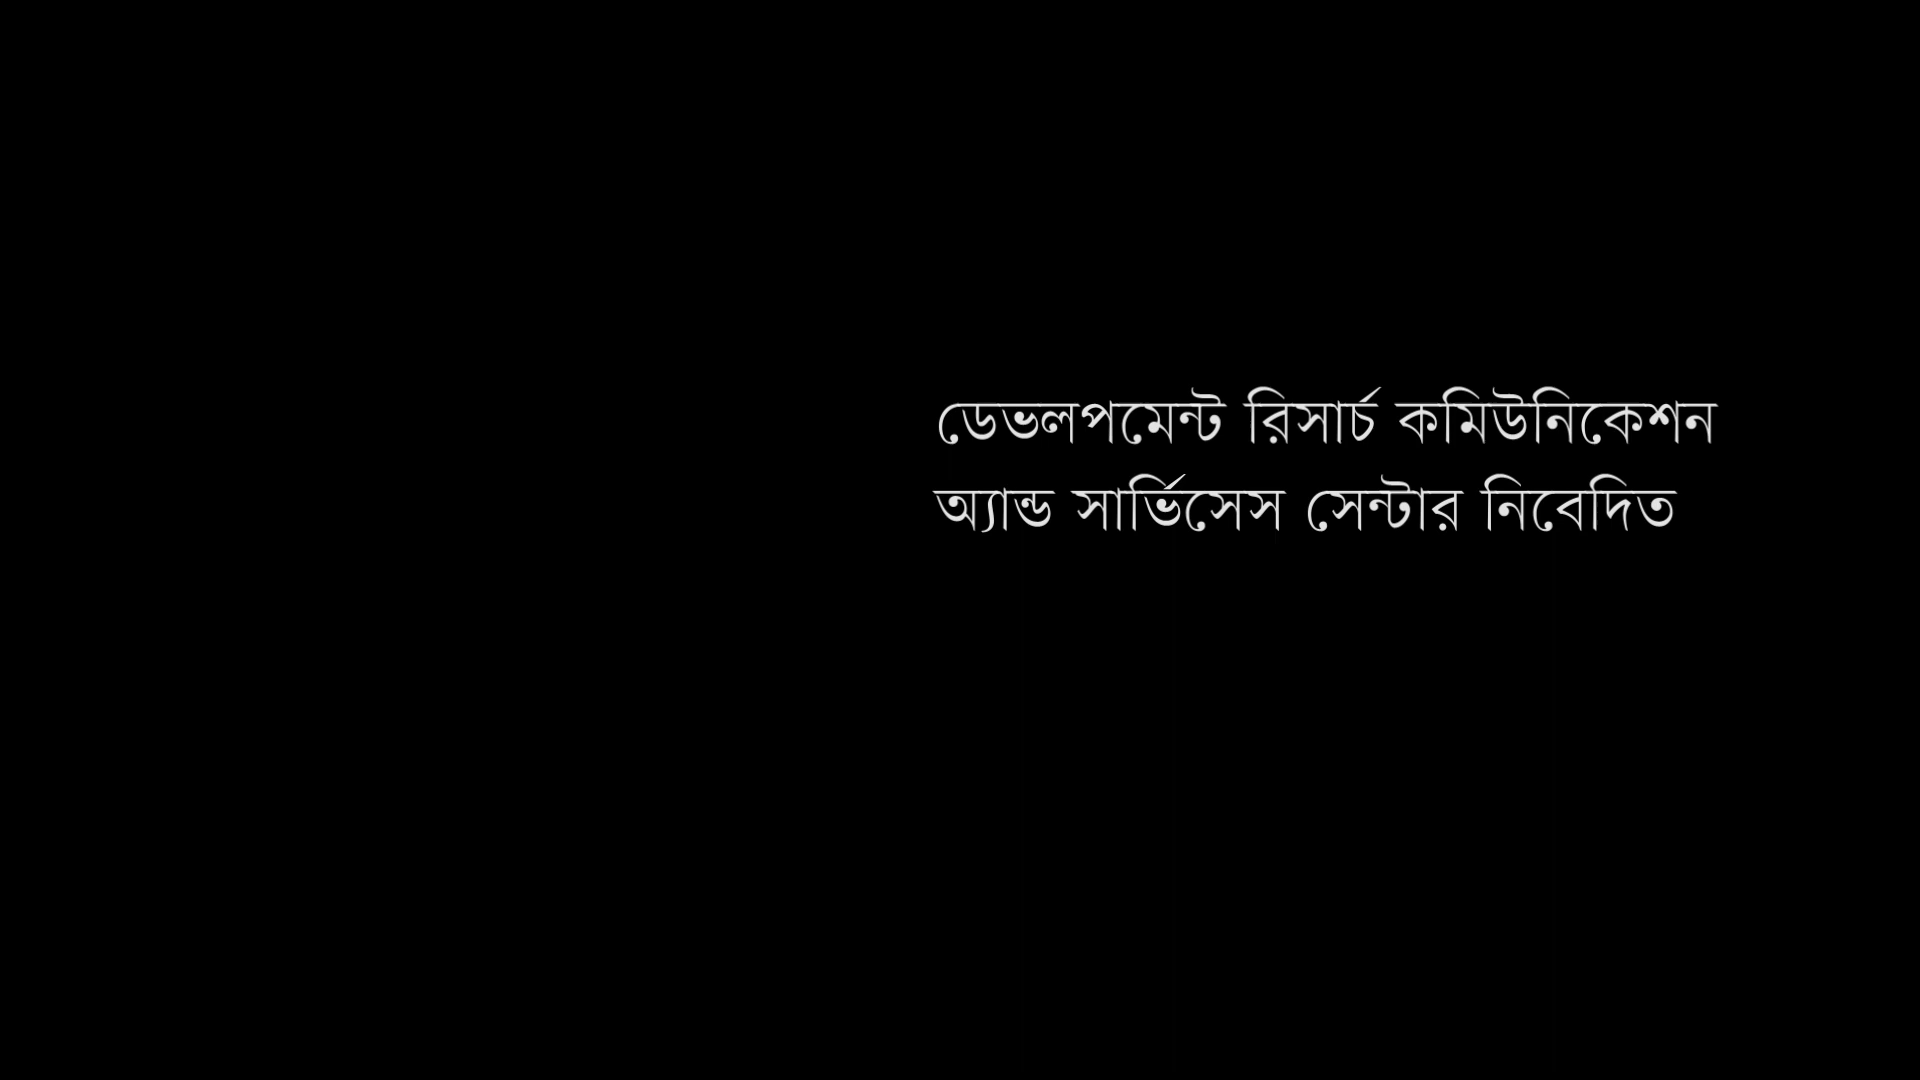 ডেভলপমেন্ট রিসার্চ কমিউনিকেশন
অ্যান্ড সার্ভিসেস সেন্টার নিবেদিত